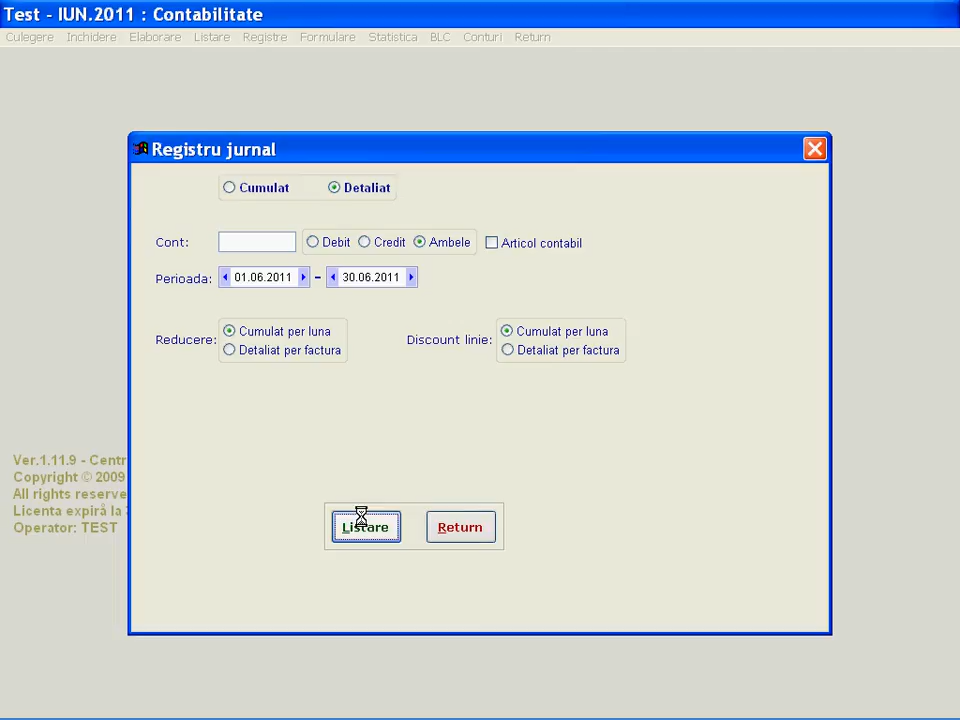 Test - IUN.2011 : Contabilitate
Culegere Inchidere Elaborare Listare Registre Formulare Statistica BLC Conturi Return
Registru jurnal
Cumulat Detaliat
Cont: Debit Credit Ambele Articol contabil
Perioada: 01.06.2011 - 30.06.2011
Reducere: Cumulat per luna
Detaliat per factura
Discount linie: Cumulat per luna
Detaliat per factura
Ver.1.11.9 - Centr
Copyright © 2009
All rights reserve
Licenta expirå la
Operator: TEST
Listare Return